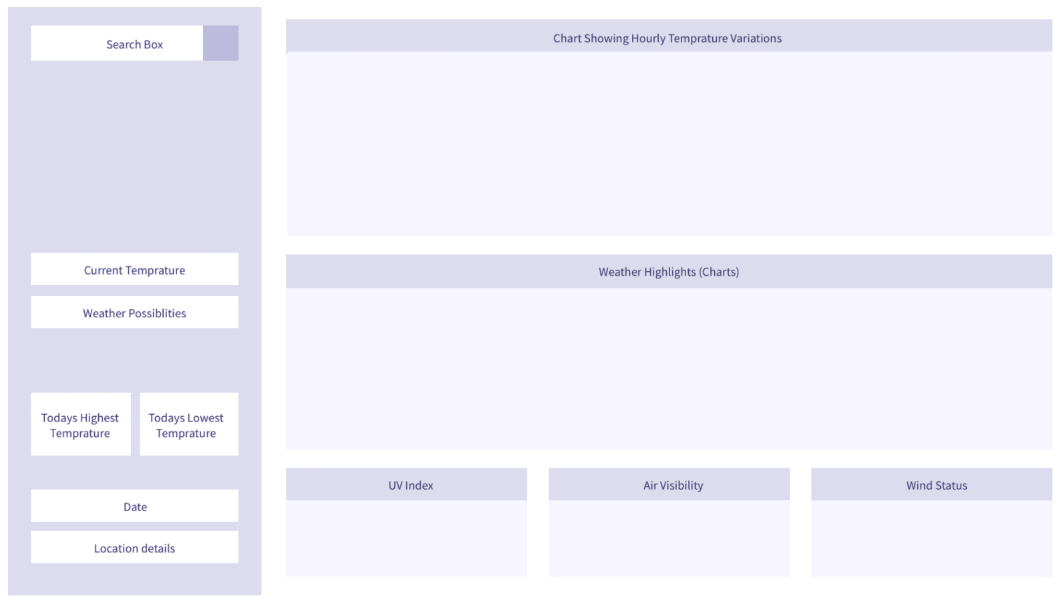 Search Box
Current Temprature
Weather Possiblities
Todays Highest
Temprature
Todays Lowest
Temprature
Date
Location details
Chart Showing Hourly Temprature Variations
Weather Highlights (Charts)
UV Index
Air Visibility
Wind Status